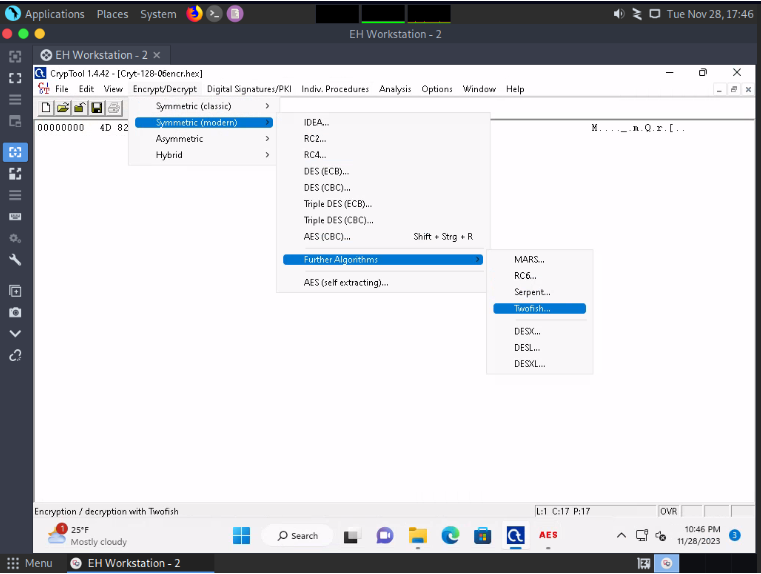 Applications Places System Tue Nov 28, 17:46
EH Workstation - 2
EH Workstation - 2 ×
CrypTool 1.4.42 - [Cryt-128-06encr.hex]
File Edit View Encrypt/Decrypt Digital Signatures/PKI Indiv. Procedures Analysis Options Window Help
Symmetric (classic) >
Symmetric (modern) >
Asymmetric >
Hybrid >
00000000 4D 82
M...._.m.Q.r.[..
IDEA...
RC2...
RC4...
DES (ECB)...
DES (CBC)...
Triple DES (ECB)...
Triple DES (CBC)...
AES (CBC)... Shift + Strg + R
Further Algorithms >
AES (self extracting)...
MARS...
RC6...
Serpent...
Twofish...
DESX...
DESL...
DESXL...
Encryption / decryption with Twofish L:1 C:17 P:17 OVR
1
25°F
Mostly cloudy
Search
AES
10:46 PM
11/28/2023
3
Menu EH Workstation - 2